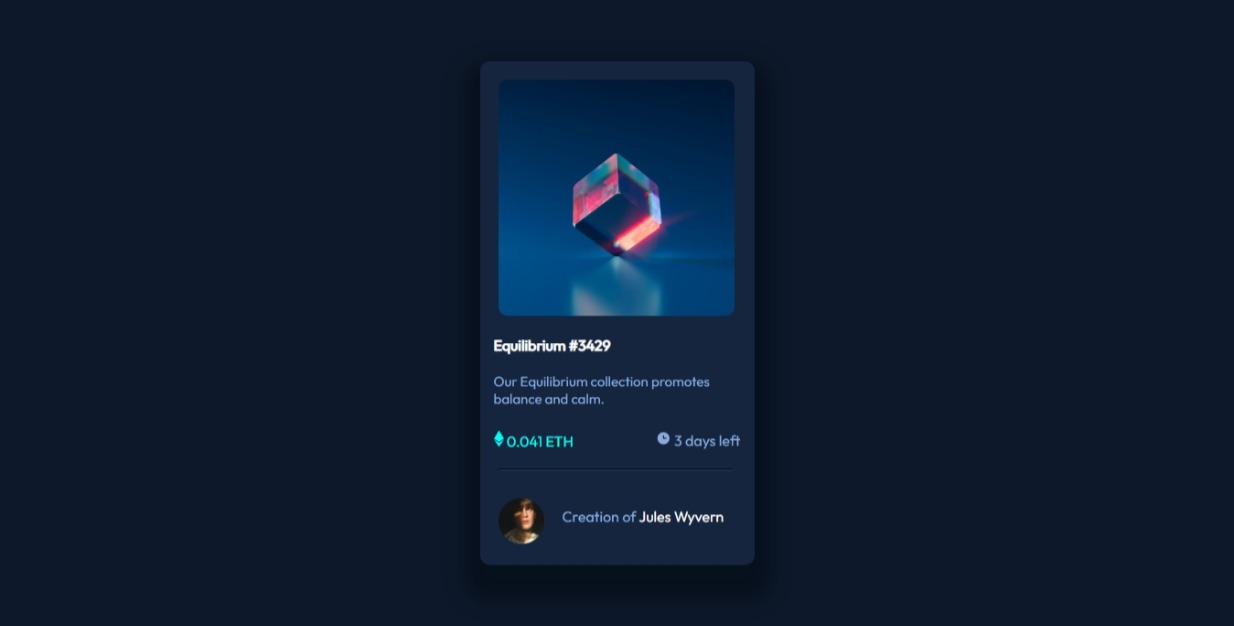 Equilibrium #3429
Our Equilibrium collection promotes
balance and calm.
0.041 ETH
3 days left
Creation of Jules Wyvern